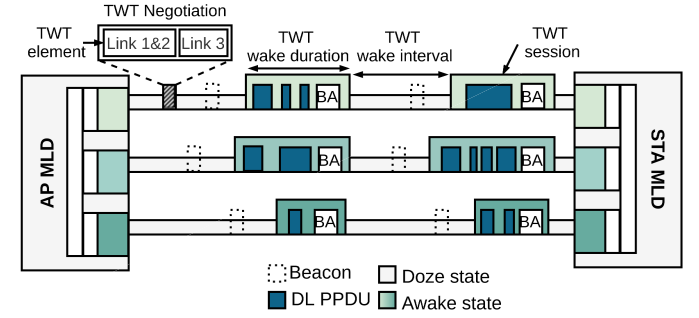 TWT Negotiation
TWT
element
Link 1&2
Link 3
TWT
wake duration
TWT
wake interval
TWT
session
BA
BA
AP MLD
BA
BA
STA MLD
BA
BA
Beacon
Doze state
DL PPDU
Awake state